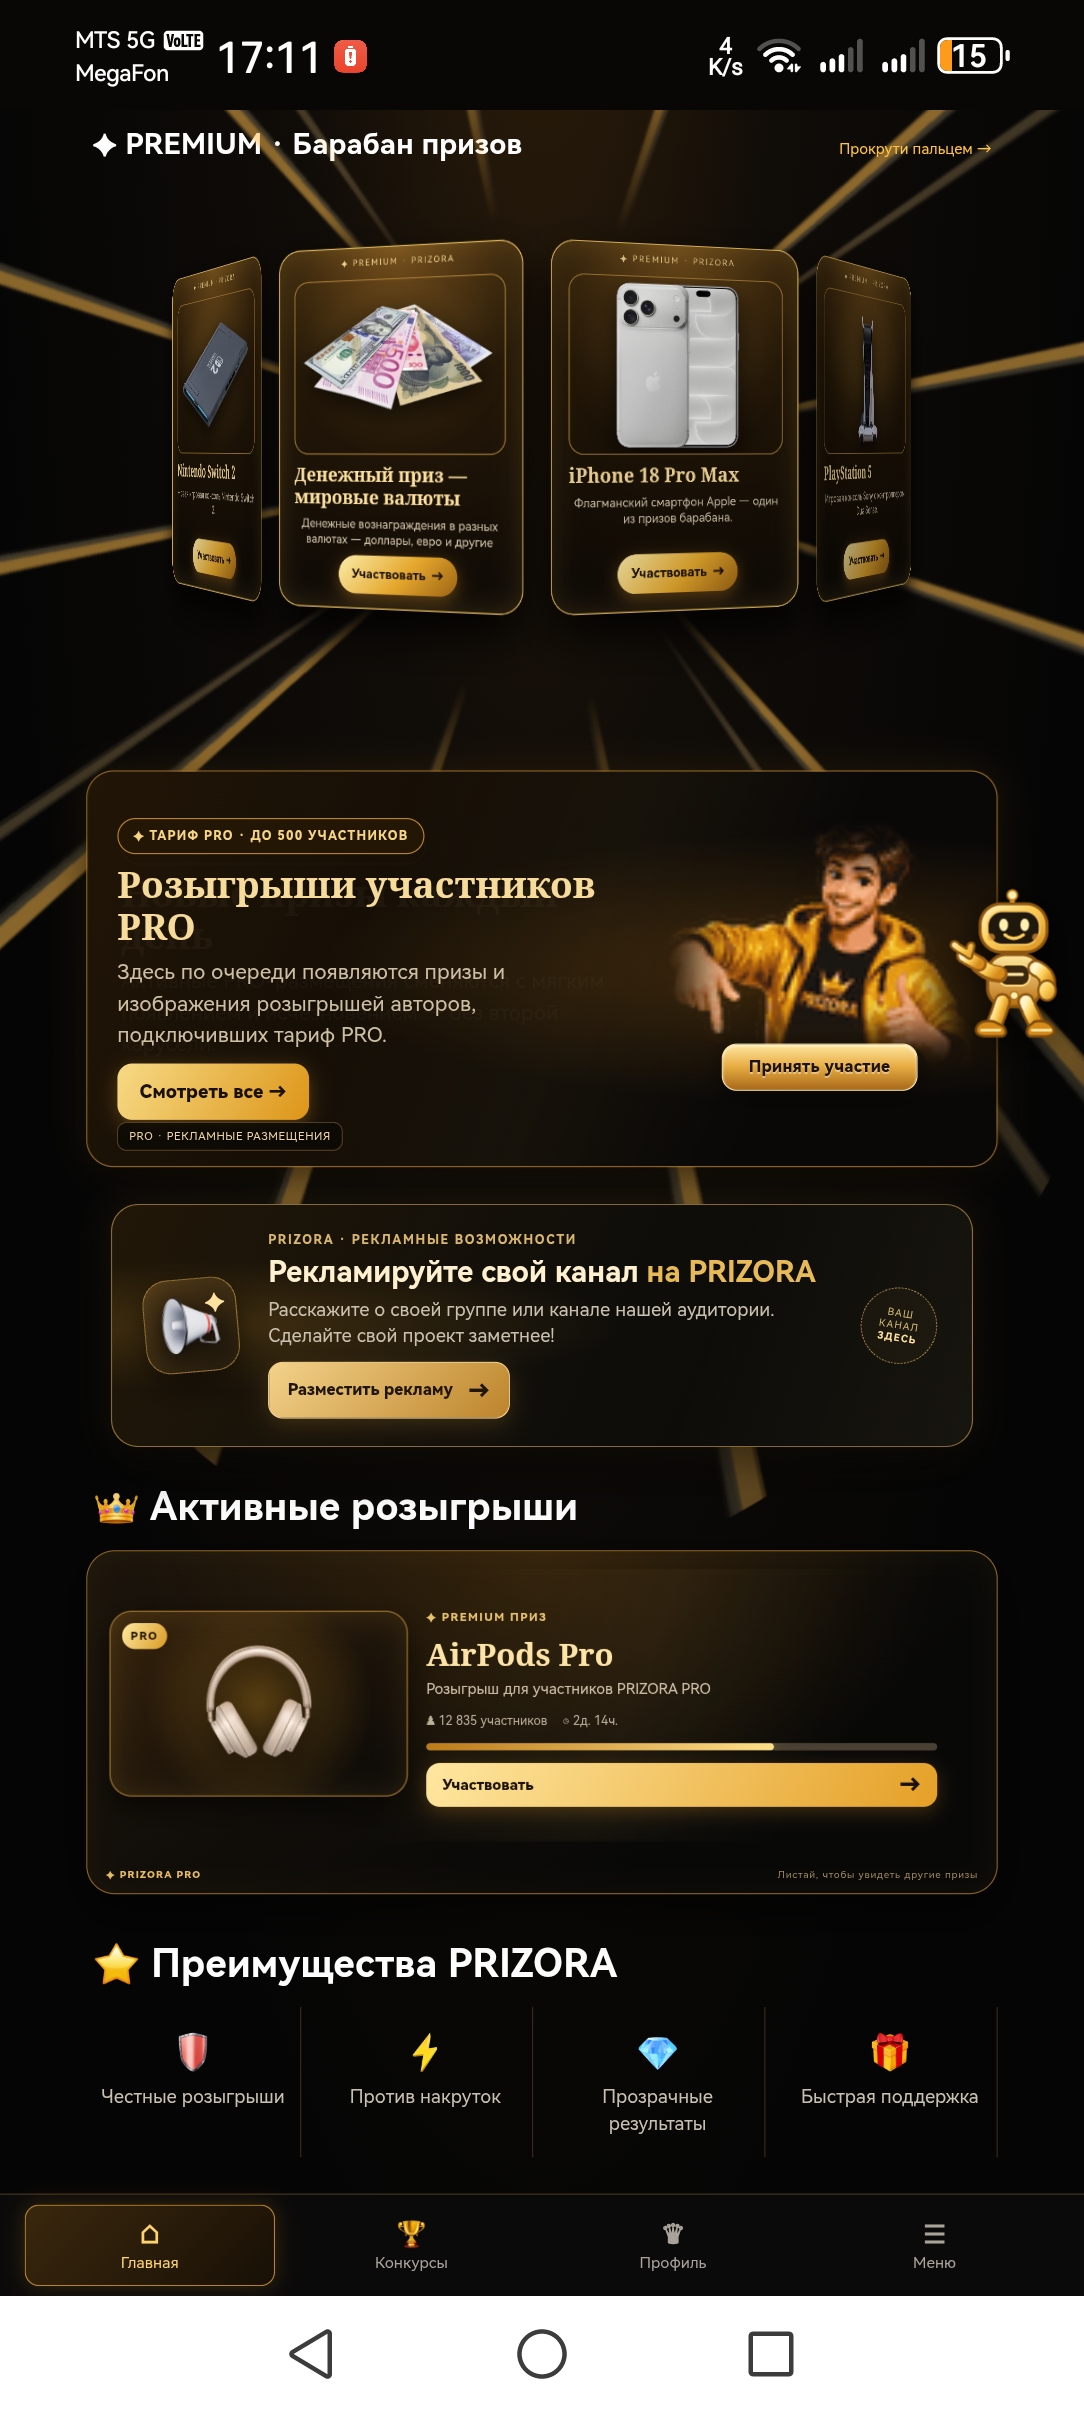 MTS 5G VoLTE
MegaFon
17:11
4
K/s
15
PREMIUM · Барабан призов
Прокрути пальцем →
PREMIUM · PRIZORA
Nintendo Switch 2
Участвовать →
PREMIUM · PRIZORA
Денежный приз —
мировые валюты
Денежные вознаграждения в разных
валютах — доллары, евро и другие
Участвовать →
PREMIUM · PRIZORA
iPhone 18 Pro Max
Флагманский смартфон Apple — один
из призов барабана.
Участвовать →
PREMIUM · PRIZORA
PlayStation 5
Участвовать →
ТАРИФ PRO · ДО 500 УЧАСТНИКОВ
Розыгрыши участников
PRO
Здесь по очереди появляются призы и
изображения розыгрышей авторов,
подключивших тариф PRO.
Смотреть все →
PRO · РЕКЛАМНЫЕ РАЗМЕЩЕНИЯ
PRIZORA
Принять участие
PRIZORA · РЕКЛАМНЫЕ ВОЗМОЖНОСТИ
Рекламируйте свой канал на PRIZORA
Расскажите о своей группе или канале нашей аудитории.
Сделайте свой проект заметнее!
Разместить рекламу →
ВАШ
КАНАЛ
ЗДЕСЬ
Активные розыгрыши
PRO
PREMIUM ПРИЗ
AirPods Pro
Розыгрыш для участников PRIZORA PRO
12 835 участников 2д. 14ч.
Участвовать →
PRIZORA PRO
Листай, чтобы увидеть другие призы
Преимущества PRIZORA
Честные розыгрыши
Против накруток
Прозрачные
результаты
Быстрая поддержка
Главная
Конкурсы
Профиль
Меню